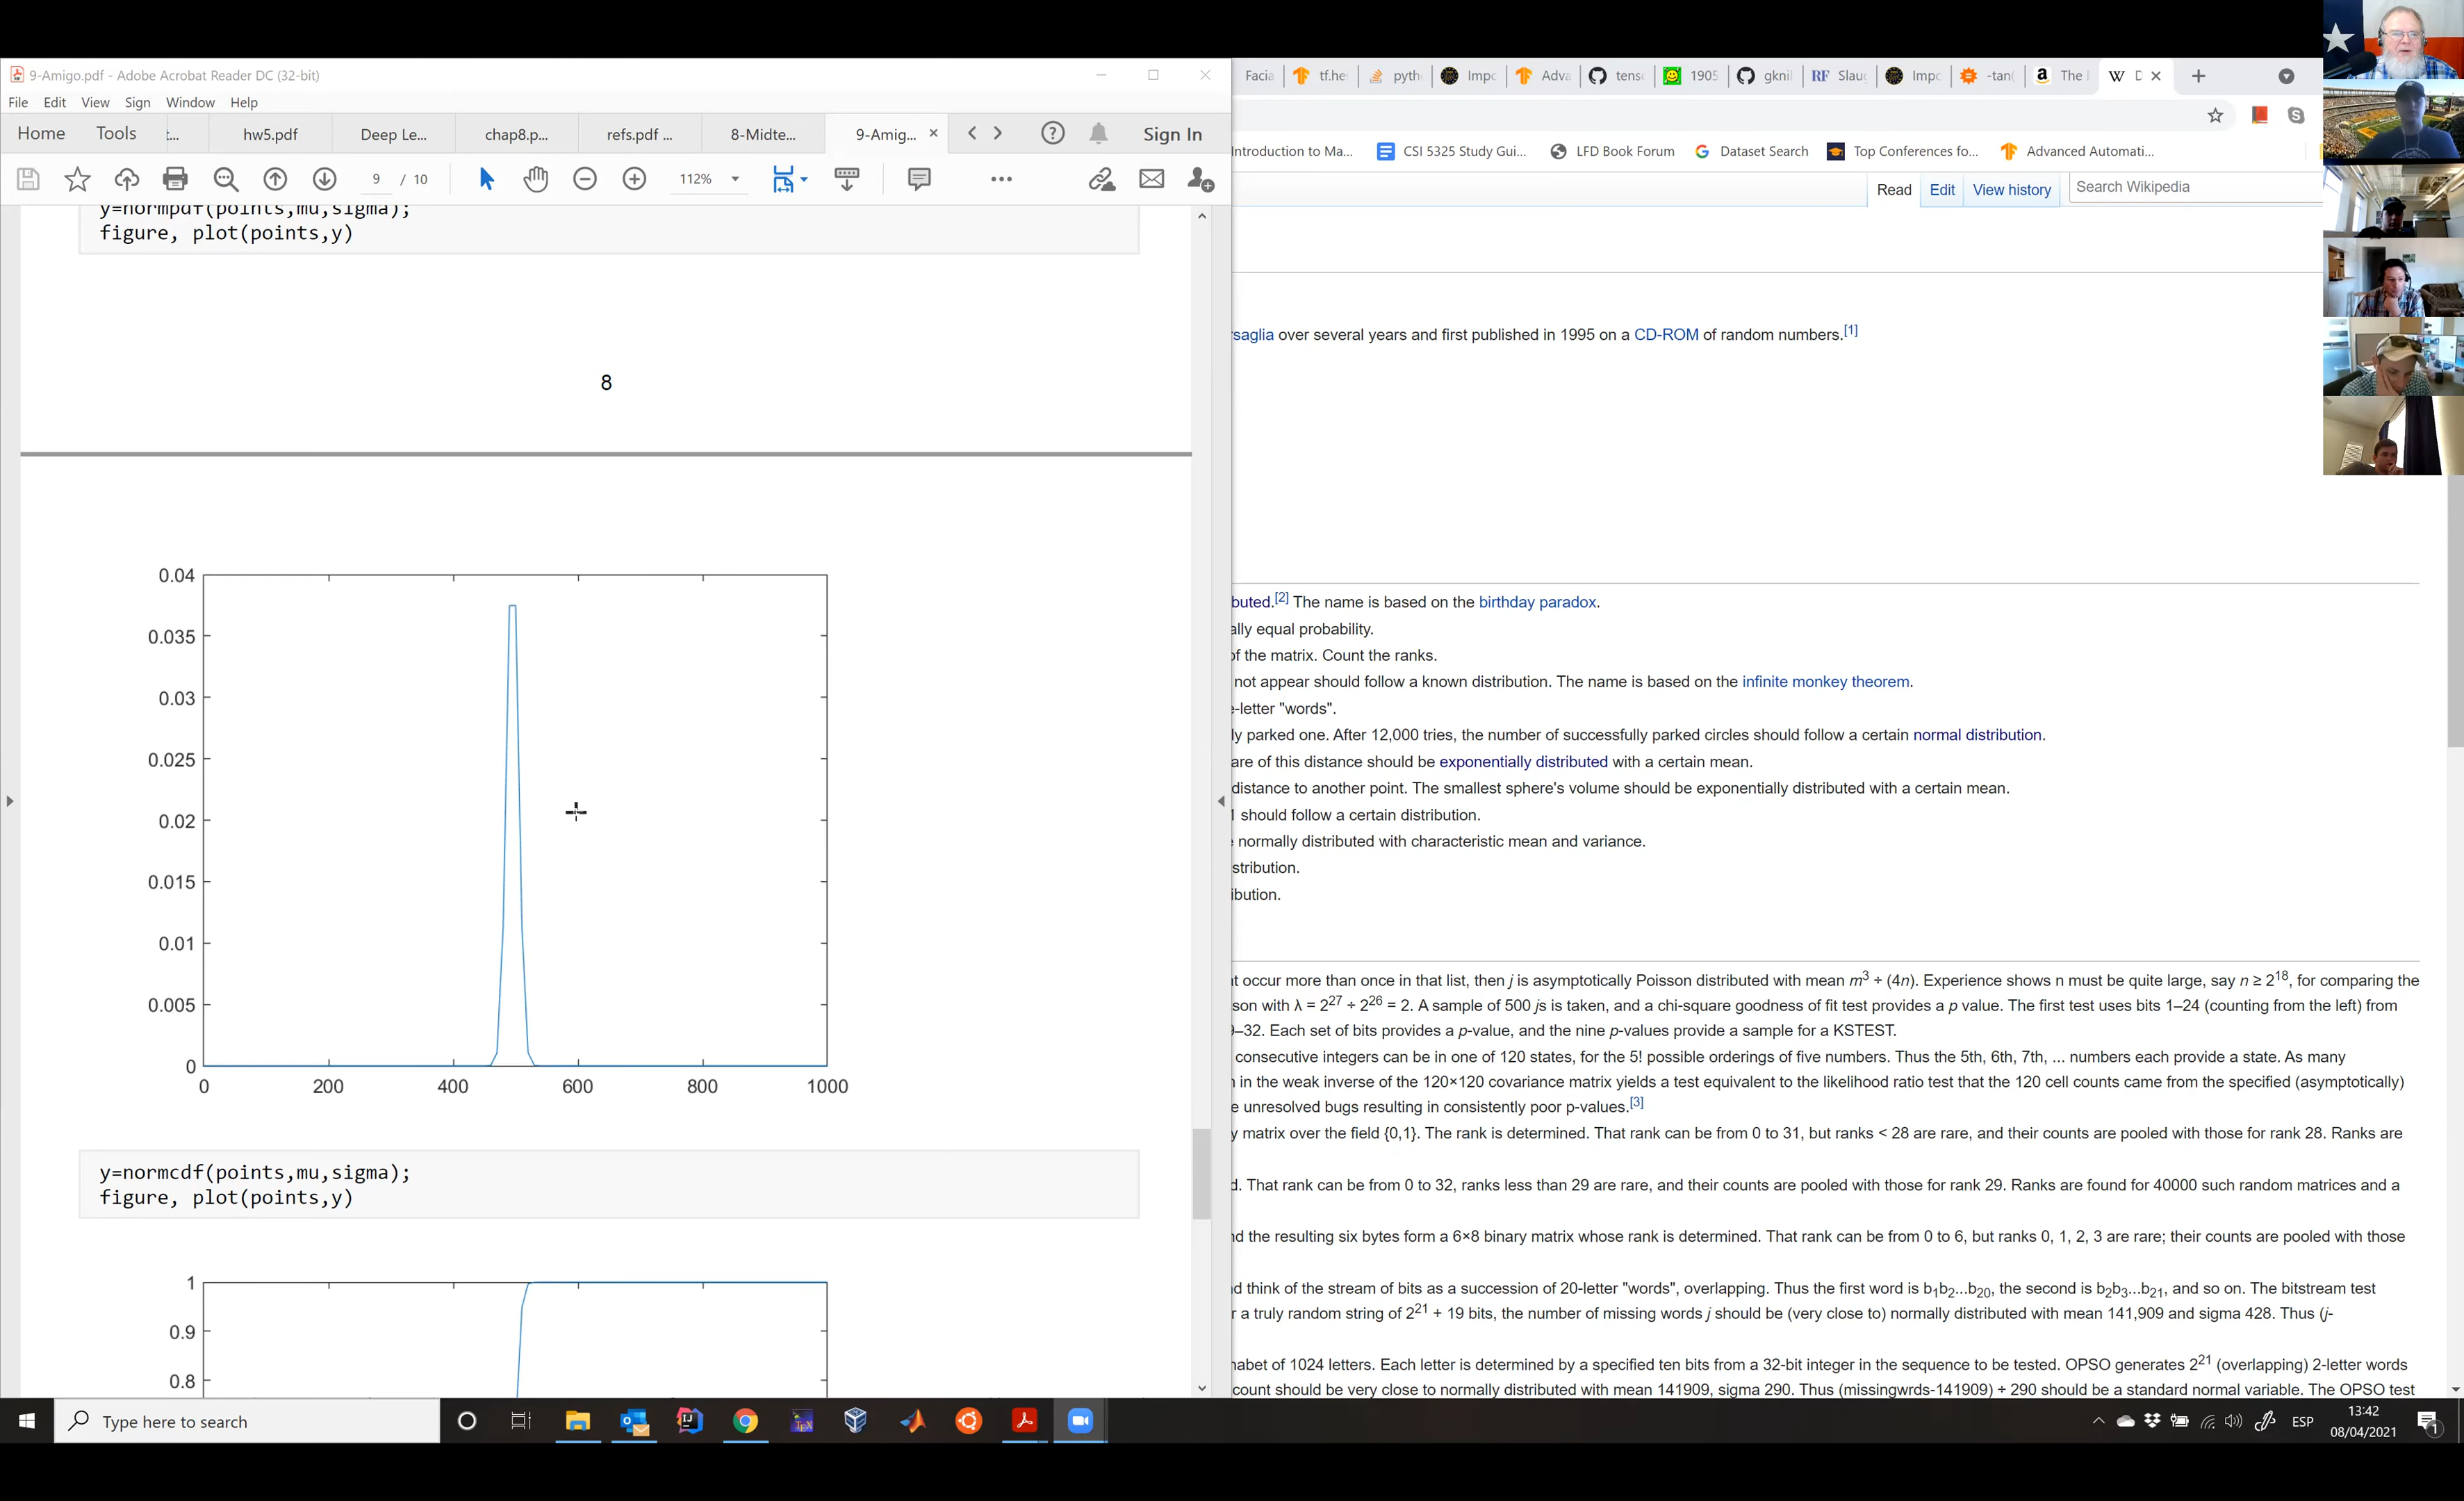 9-Amigo.pdf - Adobe Acrobat Reader DC (32-bit)
File Edit View Sign Window Help
Home Tools t... hw5.pdf Deep Le... chap8.p... refs.pdf ... 8-Midte... 9-Amig... Sign In
9 / 10 112%
y=normpdf(points,mu,sigma);
figure, plot(points,y)
8
0.04
0.035
0.03
0.025
0.02
0.015
0.01
0.005
0
0 200 400 600 800 1000
y=normcdf(points,mu,sigma);
figure, plot(points,y)
1
0.9
0.8
Facia tf.he pyth Impo Adva tens 1905 gknil RF Slaug Impo -tan( a The W D
Introduction to Ma... CSI 5325 Study Gui... LFD Book Forum Dataset Search Top Conferences fo... Advanced Automati...
Read Edit View history Search Wikipedia
rsaglia over several years and first published in 1995 on a CD-ROM of random numbers.[1]
buted.[2] The name is based on the birthday paradox.
ally equal probability.
of the matrix. Count the ranks.
not appear should follow a known distribution. The name is based on the infinite monkey theorem.
e-letter "words".
ly parked one. After 12,000 tries, the number of successfully parked circles should follow a certain normal distribution.
are of this distance should be exponentially distributed with a certain mean.
distance to another point. The smallest sphere's volume should be exponentially distributed with a certain mean.
1 should follow a certain distribution.
e normally distributed with characteristic mean and variance.
stribution.
ibution.
at occur more than once in that list, then j is asymptotically Poisson distributed with mean m³ ÷ (4n). Experience shows n must be quite large, say n ≥ 2¹⁸, for comparing the
son with λ = 2²⁷ ÷ 2²⁶ = 2. A sample of 500 js is taken, and a chi-square goodness of fit test provides a p value. The first test uses bits 1–24 (counting from the left) from
9–32. Each set of bits provides a p-value, and the nine p-values provide a sample for a KSTEST.
consecutive integers can be in one of 120 states, for the 5! possible orderings of five numbers. Thus the 5th, 6th, 7th, ... numbers each provide a state. As many
n in the weak inverse of the 120×120 covariance matrix yields a test equivalent to the likelihood ratio test that the 120 cell counts came from the specified (asymptotically)
e unresolved bugs resulting in consistently poor p-values.[3]
y matrix over the field {0,1}. The rank is determined. That rank can be from 0 to 31, but ranks < 28 are rare, and their counts are pooled with those for rank 28. Ranks are
d. That rank can be from 0 to 32, ranks less than 29 are rare, and their counts are pooled with those for rank 29. Ranks are found for 40000 such random matrices and a
nd the resulting six bytes form a 6×8 binary matrix whose rank is determined. That rank can be from 0 to 6, but ranks 0, 1, 2, 3 are rare; their counts are pooled with those
nd think of the stream of bits as a succession of 20-letter "words", overlapping. Thus the first word is b₁b₂...b₂₀, the second is b₂b₃...b₂₁, and so on. The bitstream test
r a truly random string of 2²¹ + 19 bits, the number of missing words j should be (very close to) normally distributed with mean 141,909 and sigma 428. Thus (j-
habet of 1024 letters. Each letter is determined by a specified ten bits from a 32-bit integer in the sequence to be tested. OPSO generates 2²¹ (overlapping) 2-letter words
count should be very close to normally distributed with mean 141909, sigma 290. Thus (missingwrds-141909) ÷ 290 should be a standard normal variable. The OPSO test
Type here to search
ESP 13:42
08/04/2021
1